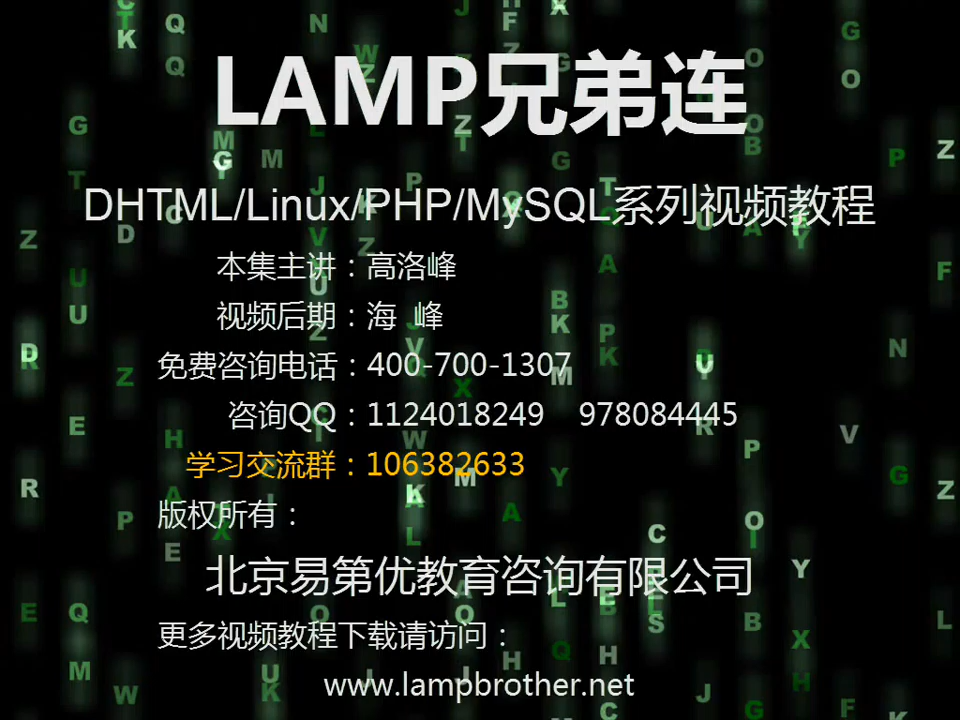 LAMP兄弟连
DHTML/Linux/PHP/MySQL系列视频教程
本集主讲：高洛峰
视频后期：海 峰
免费咨询电话：400-700-1307
咨询QQ：1124018249 978084445
学习交流群：106382633
版权所有：
北京易第优教育咨询有限公司
更多视频教程下载请访问：
www.lampbrother.net